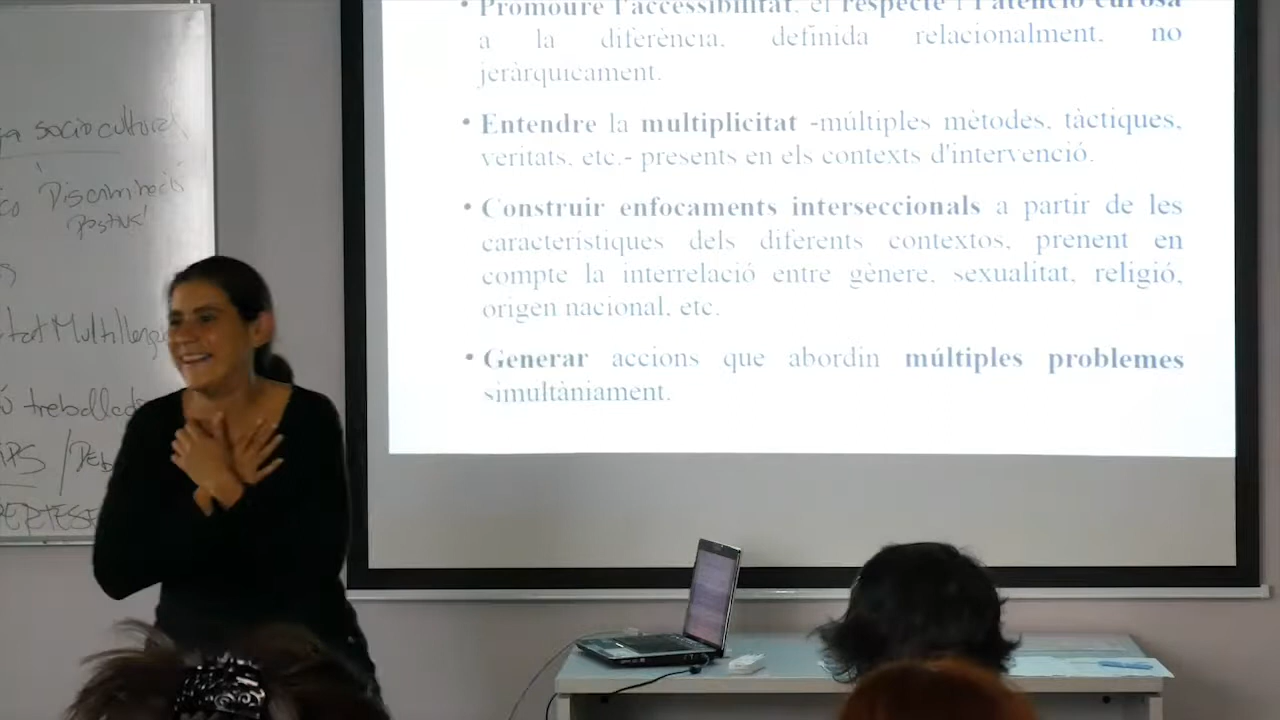 • Promoure l'accessibilitat, el respecte i l'atenció curosa
a la diferència, definida relacionalment, no
jeràrquicament.
• Entendre la multiplicitat -múltiples mètodes, tàctiques,
veritats, etc.- presents en els contexts d'intervenció.
• Construir enfocaments interseccionals a partir de les
característiques dels diferents contextos, prenent en
compte la interrelació entre gènere, sexualitat, religió,
origen nacional, etc.
• Generar accions que abordin múltiples problemes
simultàniament.
sociocultural
Discriminació
positiva